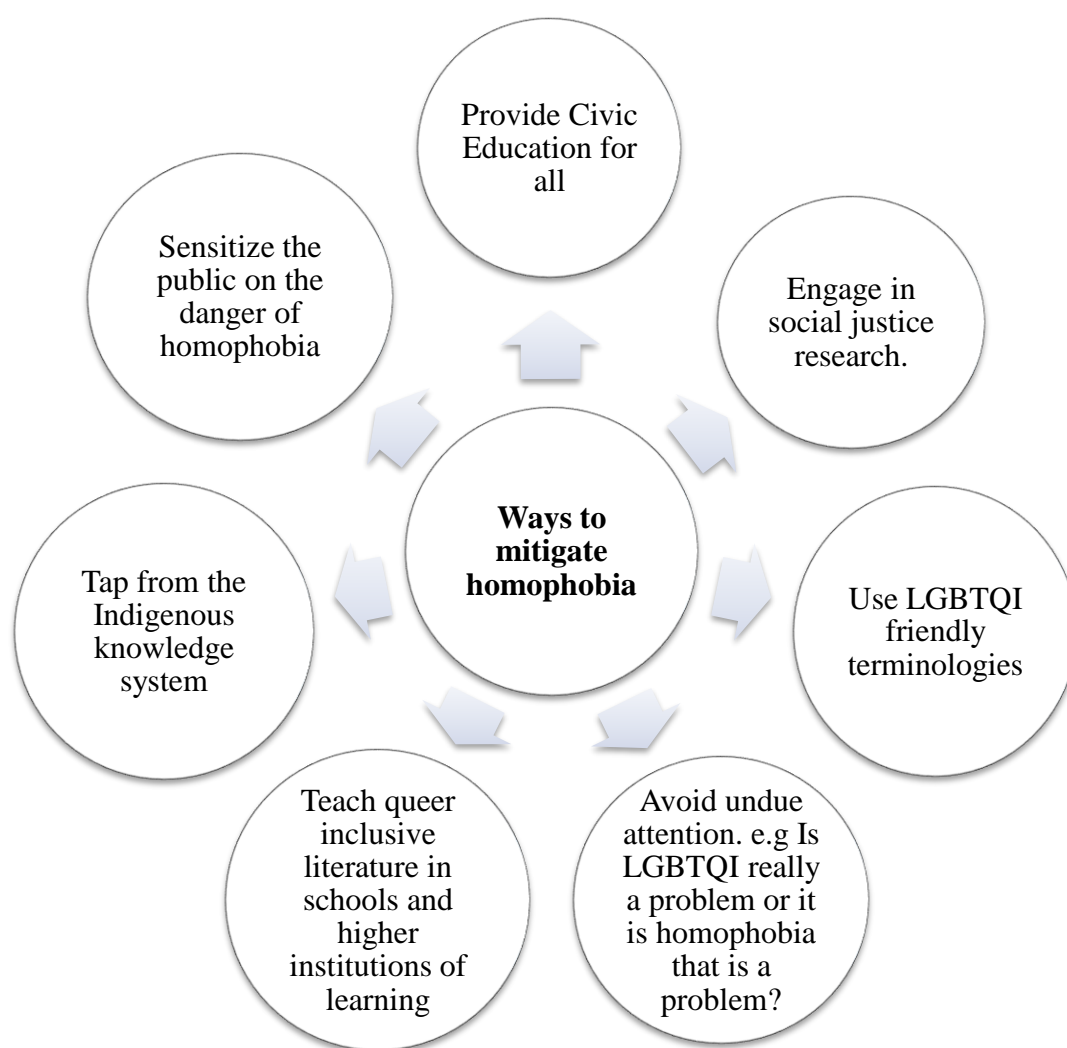 Provide Civic
Education for
all
Engage in
social justice
research.
Use LGBTQI
friendly
terminologies
Avoid undue
attention. e.g Is
LGBTQI really
a problem or it
is homophobia
that is a
problem?
Teach queer
inclusive
literature in
schools and
higher
institutions of
learning
Tap from the
Indigenous
knowledge
system
Sensitize the
public on the
danger of
homophobia
Ways to
mitigate
homophobia